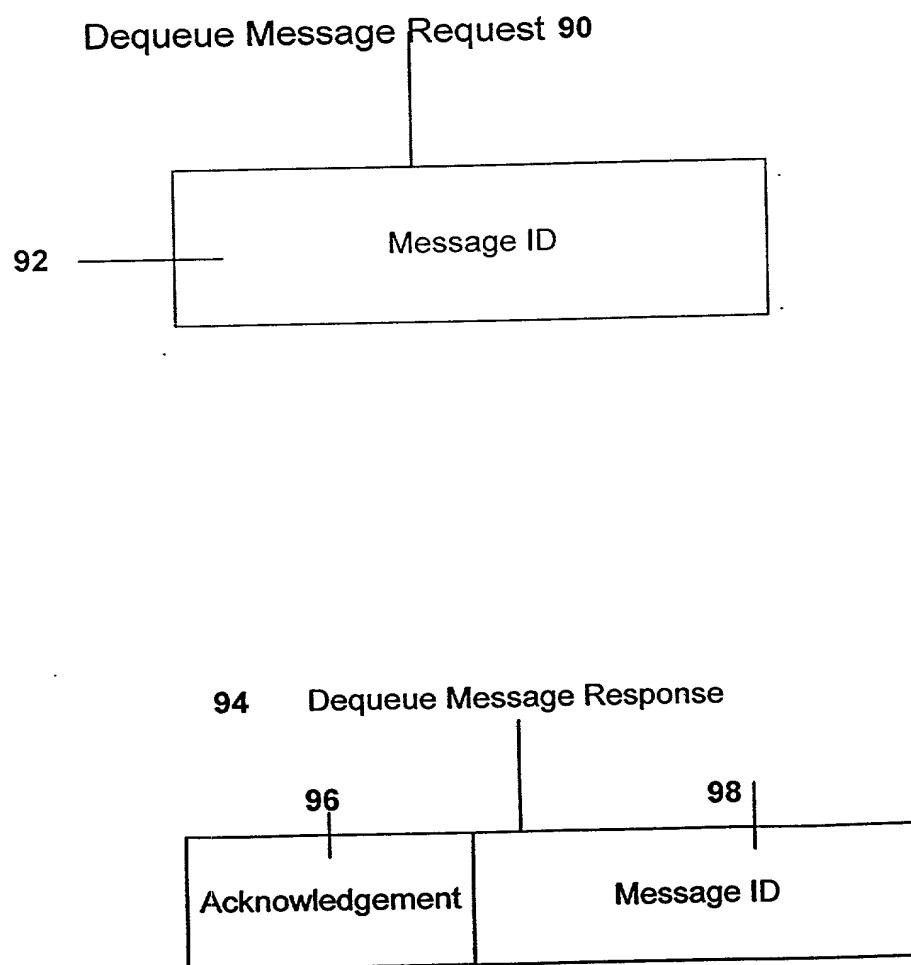 Dequeue Message Request 90
Message ID
92
94 Dequeue Message Response
96
98
Acknowledgement
Message ID